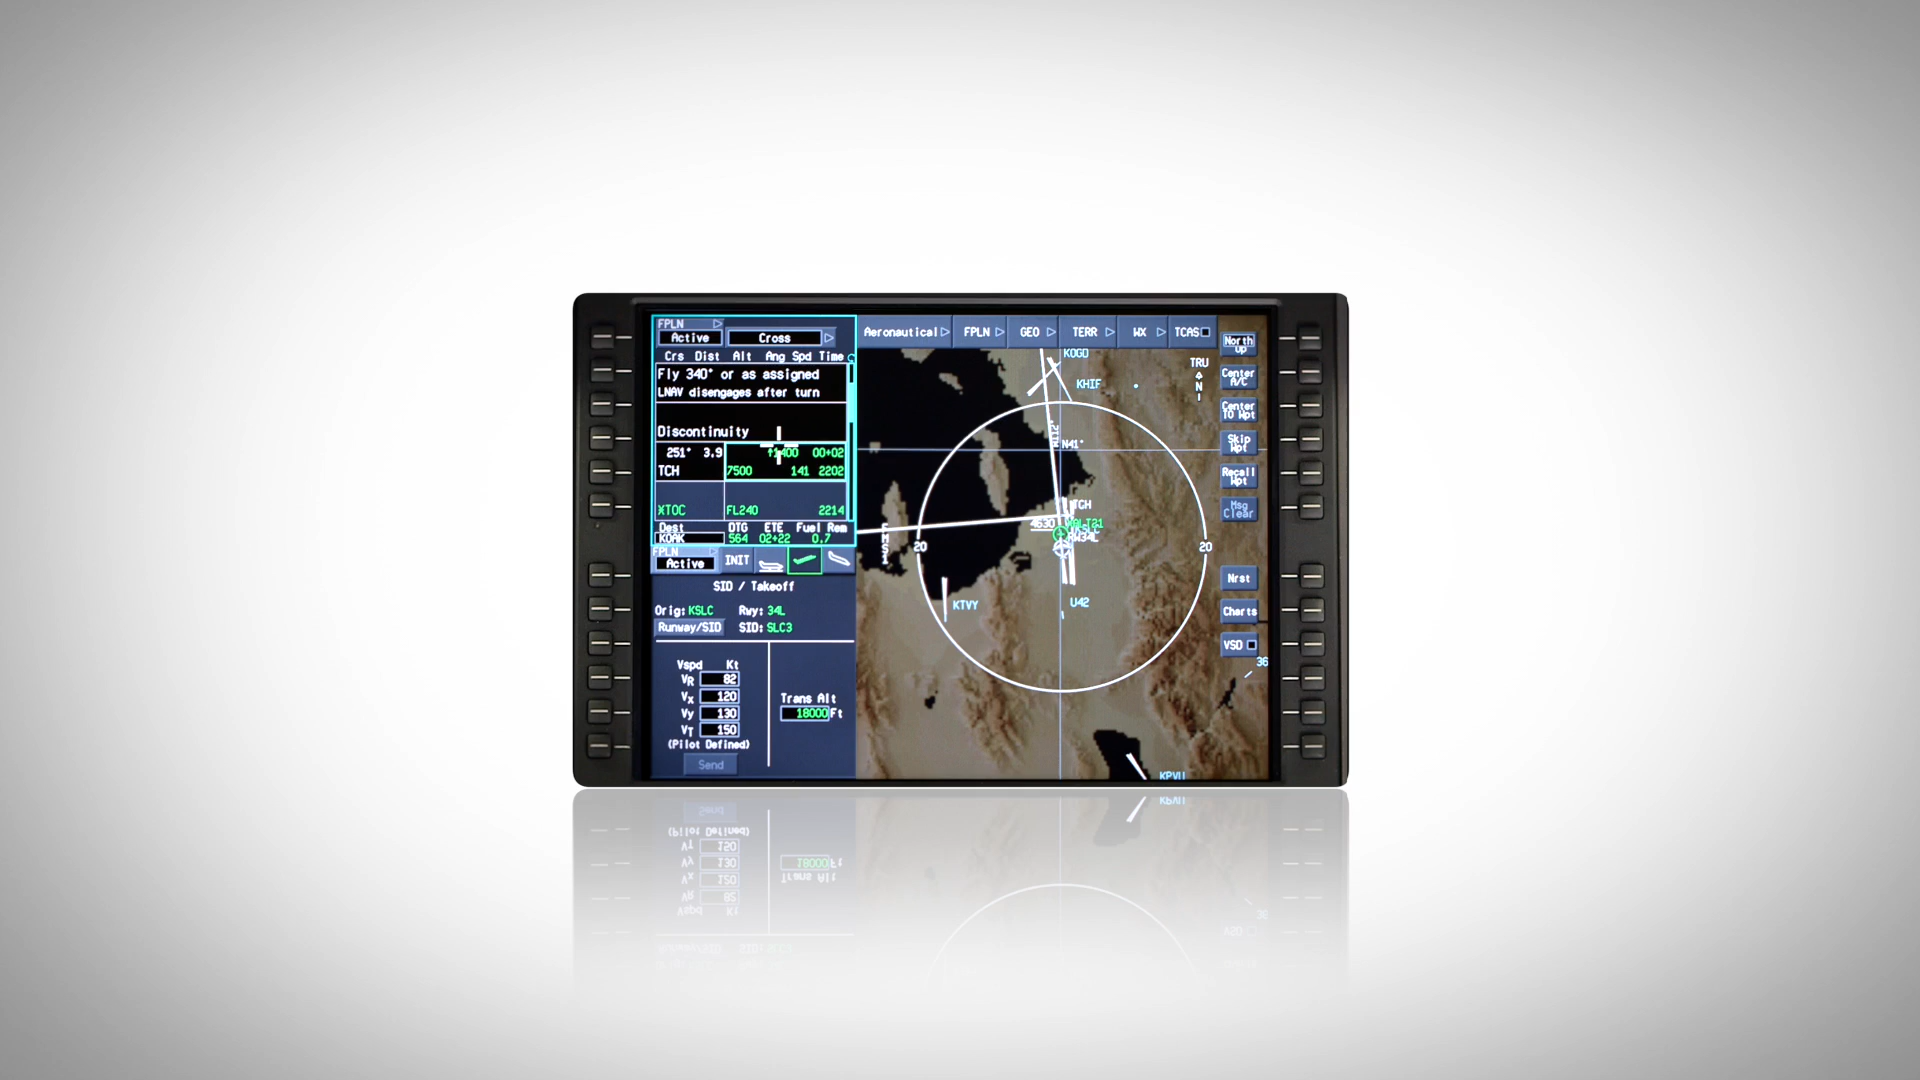 FPLN
Active
Cross
Crs Dist Alt Ang Spd Time
Fly 340° or as assigned
LNAV disengages after turn
Discontinuity
251° 3.9 00+02
TCH 7500 141 2202
XTOC FL240 2214
Dest DTG ETE Fuel Rem
KOAK 564 02+22 0.7
FPLN
Active
INIT
SID / Takeoff
Orig: KSLC Rwy: 34L
Runway/SID SID: SLC3
Vspd Kt
VR 82
Vx 120
Vy 130
VT 150
(Pilot Defined)
Send
Trans Alt
18000Ft
Aeronautical FPLN GEO TERR WX TCAS
KOGD
KHIF
TRU
N
W112°
N41°
TCH
4630
RW34L
20
20
KTVY
U42
36
KPVU
North Up
Center A/C
Center TO Wpt
Skip Wpt
Recall Wpt
Msg Clear
Nrst
Charts
VSD